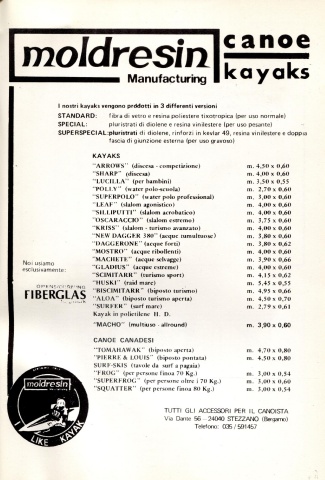 moldresin
Manufacturing
canoe
kayaks
I nostri kayaks vengono prodotti in 3 differenti versioni
STANDARD: fibra di vetro e resina poliestere tixotropica (per uso normale)
SPECIAL: pluristrati di diolene e resina vinilestere (per uso pesante)
SUPERSPECIAL: pluristrati di diolene, rinforzi in kevlar 49, resina vinilestere e doppia
fascia di giunzione esterna (per uso gravoso)
KAYAKS
"ARROWS" (discesa - competizione) m. 4,50 x 0,60
"SHARP" (discesa) m. 4,00 x 0,60
"LUCILLA" (per bambini) m. 3,50 x 0,55
"POLLY" (water polo-scuola) m. 2,70 x 0,60
"SUPERPOLO" (water polo professional) m. 3,00 x 0,60
"LEAF" (slalom agonistico) m. 4,00 x 0,60
"SILLIPUTTI" (slalom acrobatico) m. 4,00 x 0,60
"OSCARACCIO" (slalom estremo) m. 3,75 x 0,60
"KRISS" (slalom - turismo avanzato) m. 4,00 x 0,60
"NEW DAGGER 380" (acque tumultuose) m. 3,80 x 0,60
"DAGGERONE" (acque forti) m. 3,80 x 0,62
"MOSTRO" (acque ribollenti) m. 4,00 x 0,60
"MACHETE" (acque selvagge) m. 3,90 x 0,66
"GLADIUS" (acque estreme) m. 4,00 x 0,60
"SCIMITARR" (turismo sport) m. 4,15 x 0,62
"HUSKI" (raid mare) m. 5,45 x 0,55
"BISCIMITARR" (biposto turismo) m. 4,95 x 0,66
"ALOA" (biposto turismo aperta) m. 4,50 x 0,70
"SURFER" (surf mare) m. 2,79 x 0,61
Kayak in polietilene H. D.
"MACHO" (multiuso - allround) m. 3,90 x 0,60
Noi usiamo
esclusivamente:
FIBERGLAS
CANOE CANADESI
"TOMAHAWK" (biposto aperta) m. 4,70 x 0,80
"PIERRE & LOUIS" (biposto pontata) m. 4,50 x 0,80
SURF-SKIS (tavole da surf a pagaia)
"FROG" (per persone finoa 70 Kg.) m. 3,00 x 0,54
"SUPERFROG" (per persone oltre i 70 Kg.) m. 3,00 x 0,60
"SQUATTER" (per persone finoa 80 Kg.) m. 3,00 x 0,54
moldresin
I LIKE KAYAK
TUTTI GLI ACCESSORI PER IL CANOISTA
Via Dante 56 - 24040 STEZZANO (Bergamo)
Telefono: 035 / 591457